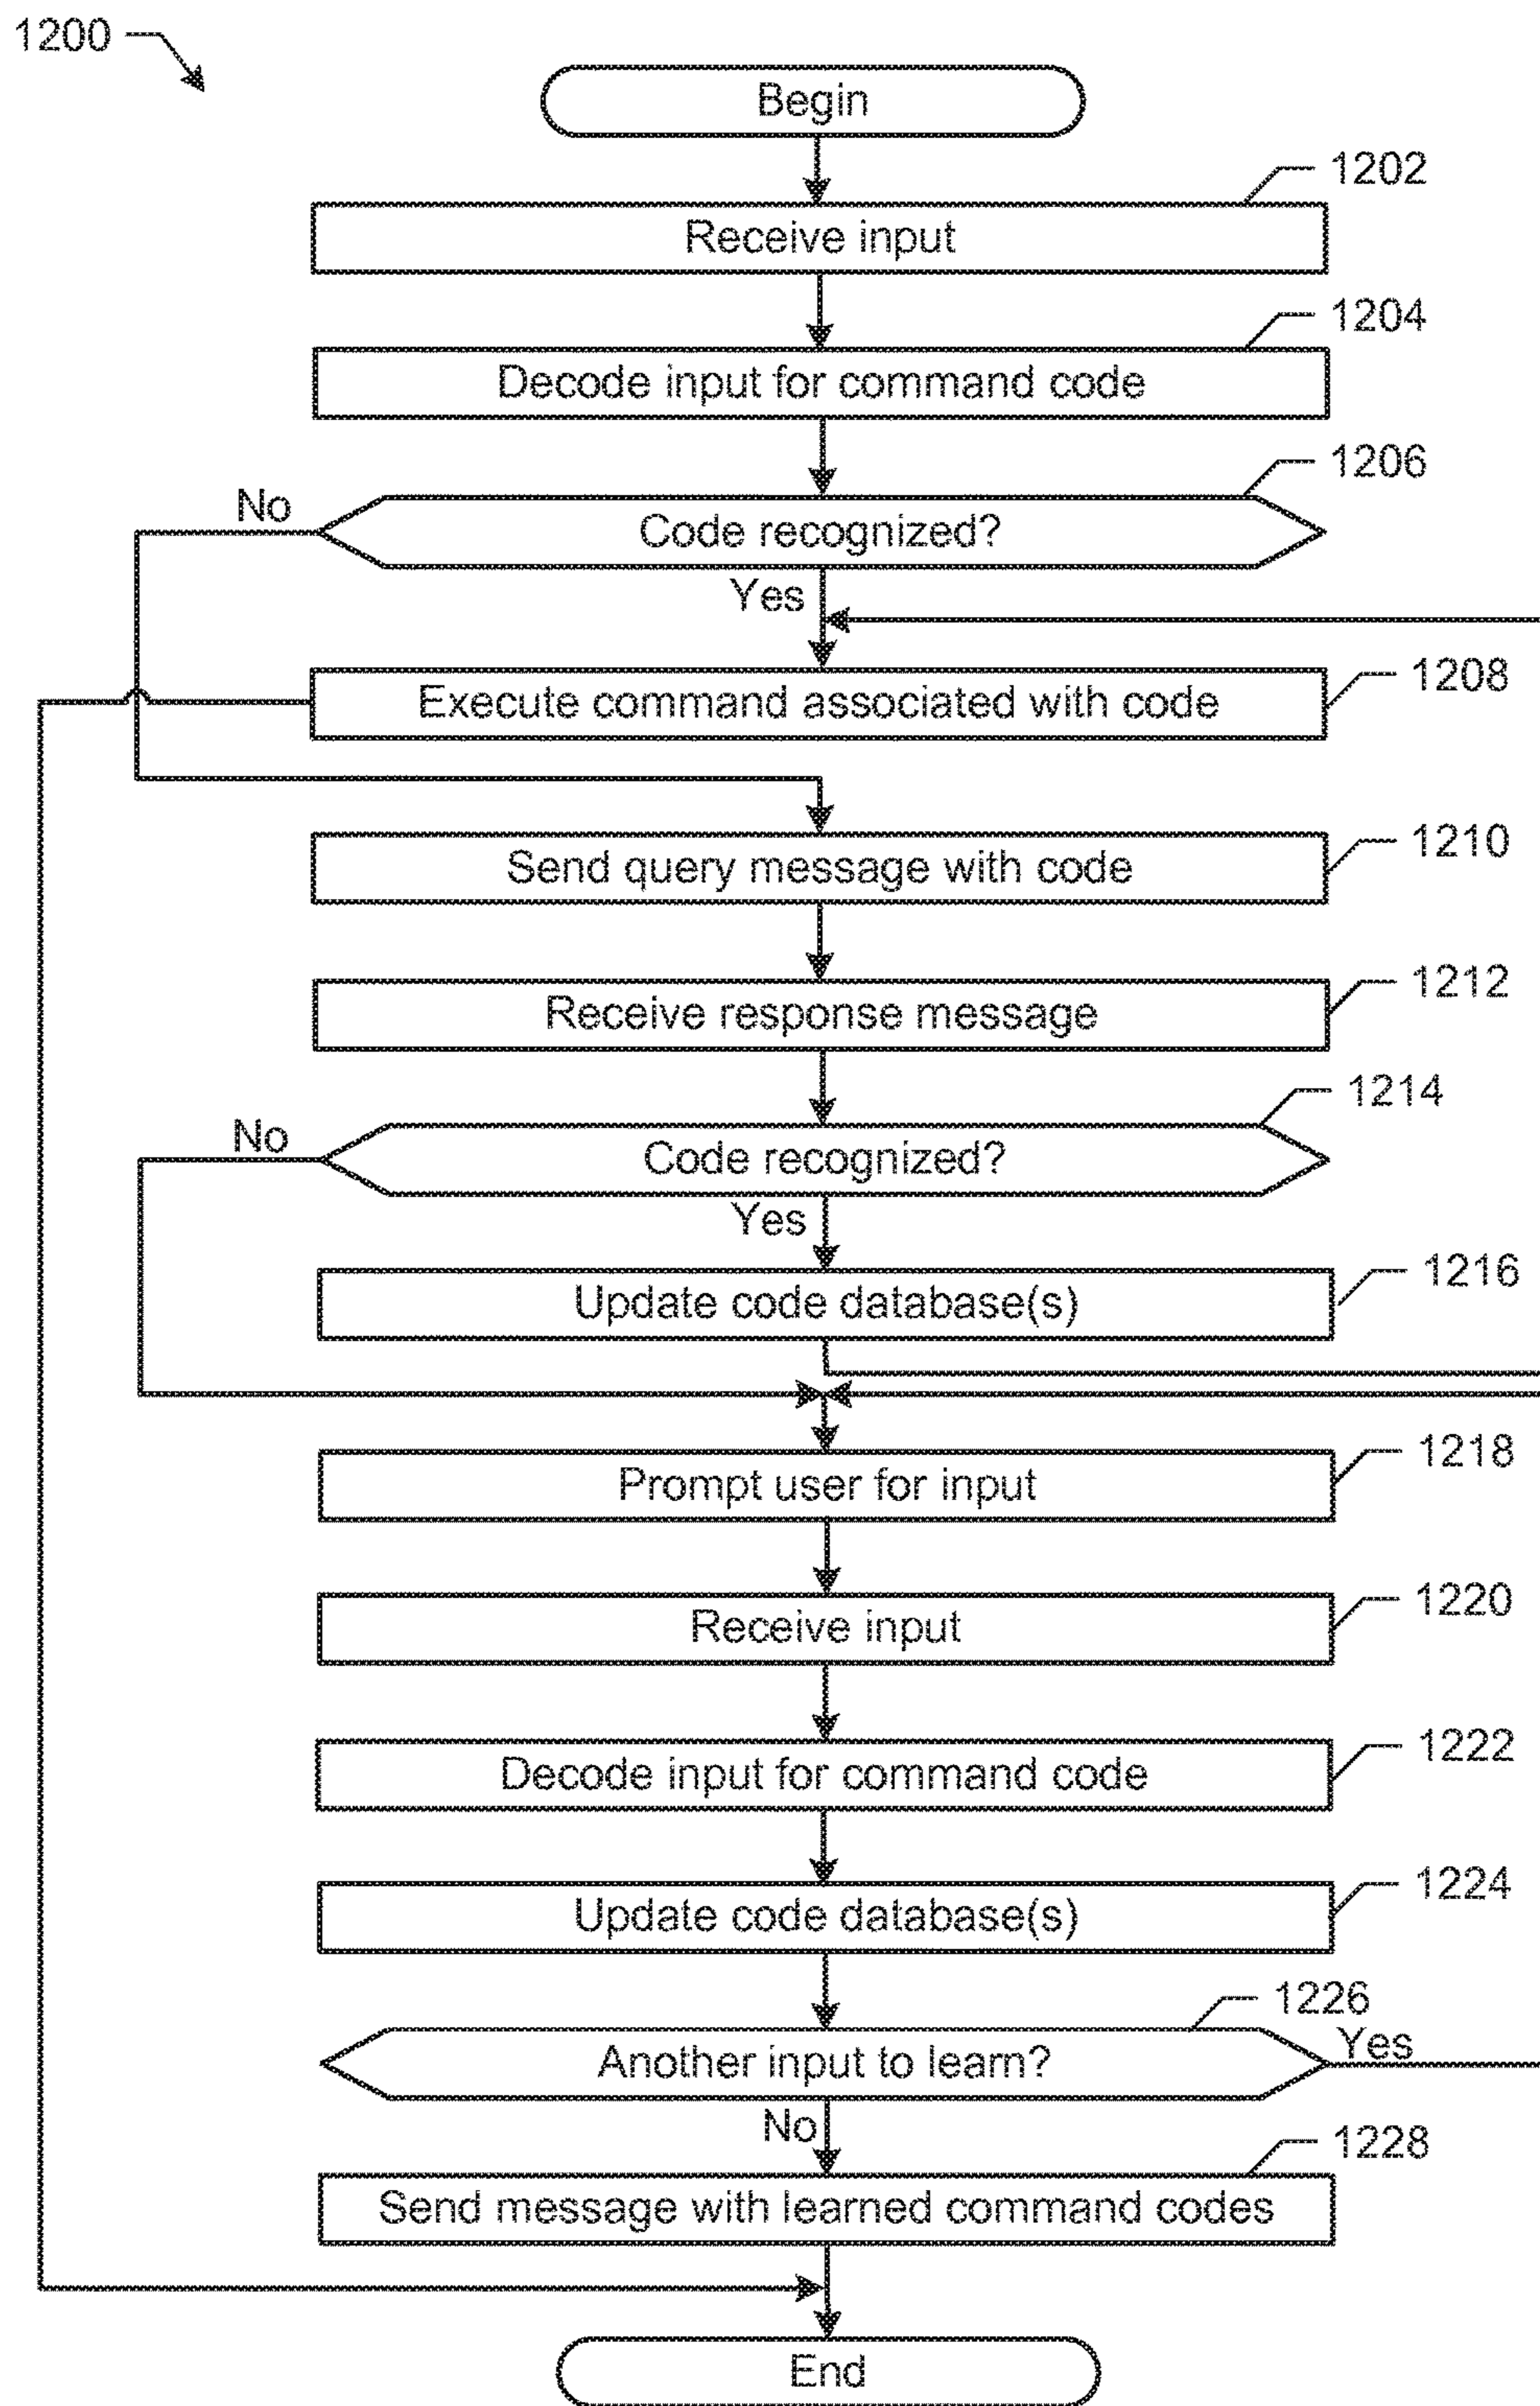 1200
Begin
1202
Receive input
1204
Decode input for command code
1206
No
Code recognized?
Yes
1208
Execute command associated with code
1210
Send query message with code
1212
Receive response message
1214
No
Code recognized?
Yes
1216
Update code database(s)
1218
Prompt user for input
1220
Receive input
1222
Decode input for command code
1224
Update code database(s)
1226
Another input to learn?
Yes
No
1228
Send message with learned command codes
End